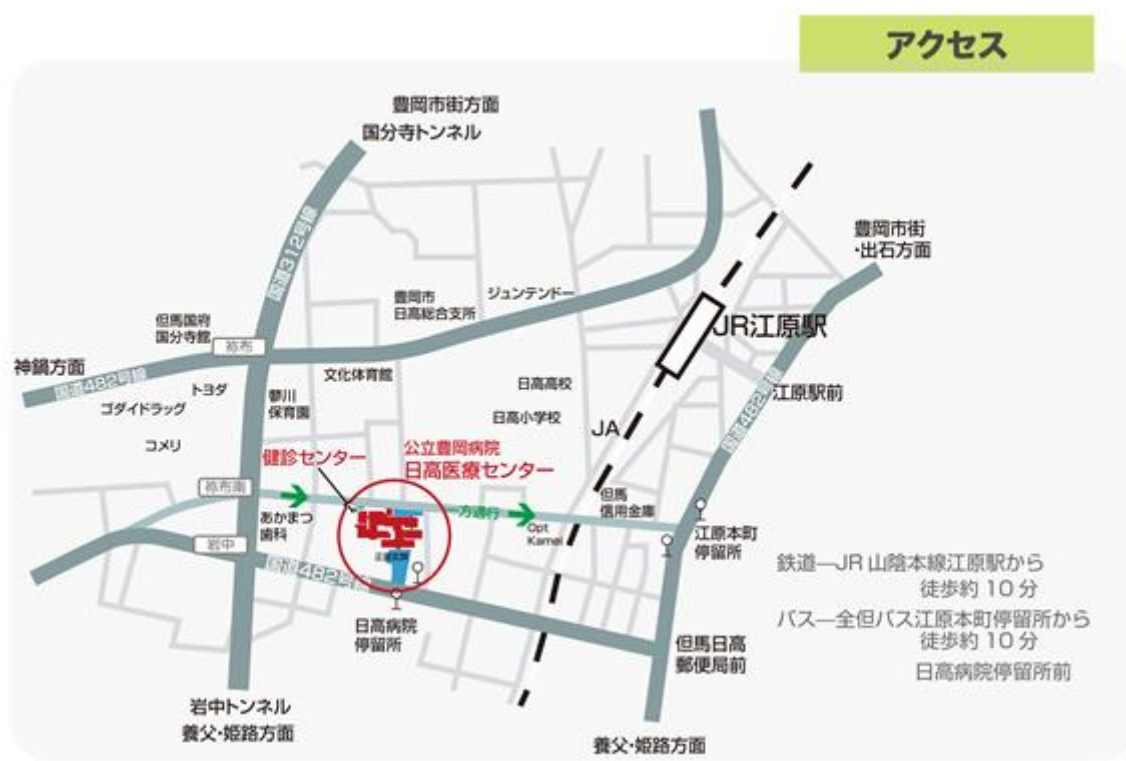 アクセス
豊岡市街方面
国分寺トンネル
国道312号線
豊岡市街
・出石方面
豊岡市
日高総合支所
ジュンテンドー
但馬国府
国分寺館
祢布
JR江原駅
神鍋方面
国道482号線
トヨダ
ゴダイドラッグ
コメリ
蓼川
保育園
文化体育館
日高高校
日高小学校
JA
江原駅前
国道482号線
健診センター
公立豊岡病院
日高医療センター
祢布南
あかまつ
歯科
一方通行
Opt
Kamei
但馬
信用金庫
江原本町
停留所
岩中
国道482号線
日高病院
停留所
但馬日高
郵便局前
岩中トンネル
養父・姫路方面
養父・姫路方面
鉄道―JR 山陰本線江原駅から
徒歩約 10 分
バス―全但バス江原本町停留所から
徒歩約 10 分
日高病院停留所前